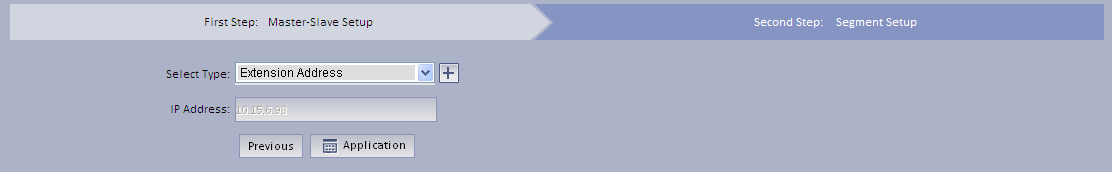 First Step: Master-Slave Setup
Second Step: Segment Setup
Select Type: Extension Address
IP Address: 10.15.6.98
Previous Application